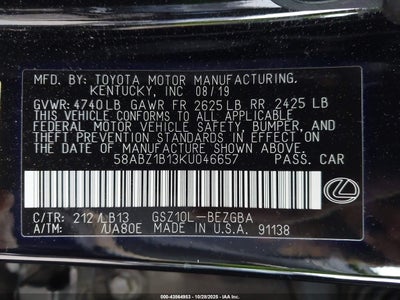 MFD. BY: TOYOTA MOTOR MANUFACTURING,
KENTUCKY, INC 08/19
GVWR: 4740LB GAWR FR 2625LB RR 2425 LB
THIS VEHICLE CONFORMS TO ALL APPLICABLE
FEDERAL MOTOR VEHICLE SAFETY, BUMPER, AND
THEFT PREVENTION STANDARDS IN EFFECT ON THE
DATE OF MANUFACTURE SHOWN ABOVE.
58ABZ1B13KU046657 PASS. CAR
C/TR: 212 /LB13 GSZ10L-BEZGBA
A/TM: /UA80E MADE IN U.S.A. 91138
000-43564953 - IAA - 10/29/2025